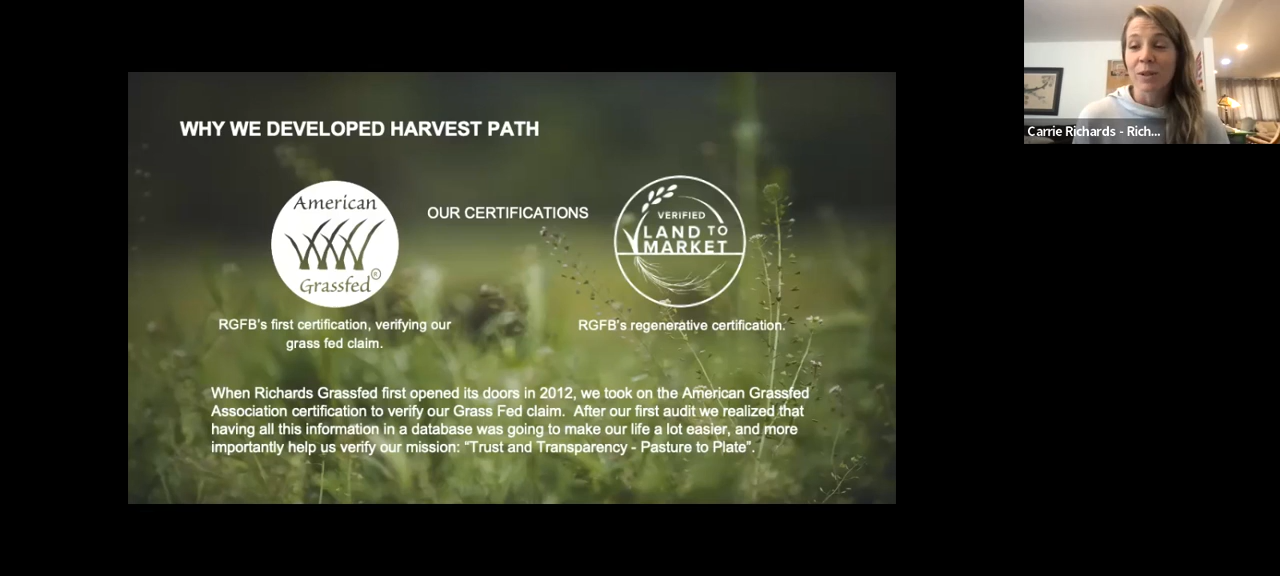 WHY WE DEVELOPED HARVEST PATH
American
Grassfed®
OUR CERTIFICATIONS
VERIFIED
LAND TO
MARKET
RGFB's first certification, verifying our
grass fed claim.
RGFB's regenerative certification.
When Richards Grassfed first opened its doors in 2012, we took on the American Grassfed
Association certification to verify our Grass Fed claim.  After our first audit we realized that
having all this information in a database was going to make our life a lot easier, and more
importantly help us verify our mission: “Trust and Transparency - Pasture to Plate”.
Carrie Richards - Rich...